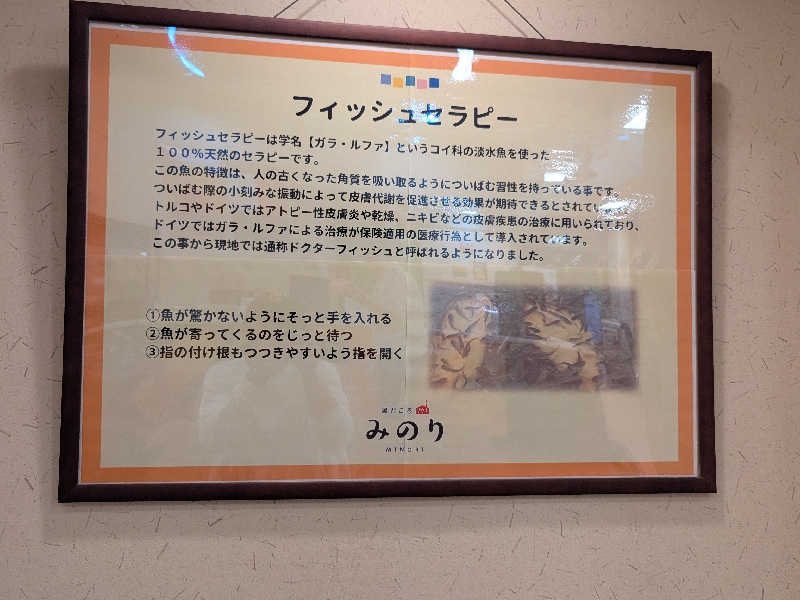 フィッシュセラピー
フィッシュセラピーは学名【ガラ・ルファ】というコイ科の淡水魚を使った
１００％天然のセラピーです。
この魚の特徴は、人の古くなった角質を吸い取るようについばむ習性を持っている事です。
ついばむ際の小刻みな振動によって皮膚代謝を促進させる効果が期待できるとされてい
トルコやドイツではアトピー性皮膚炎や乾燥、ニキビなどの皮膚疾患の治療に用いられており、
ドイツではガラ・ルファによる治療が保険適用の医療行為として導入されています。
この事から現地では通称ドクターフィッシュと呼ばれるようになりました。
①魚が驚かないようにそっと手を入れる
②魚が寄ってくるのをじっと待つ
③指の付け根もつつきやすいよう指を開く
湯けごころ
みのり
MINORI